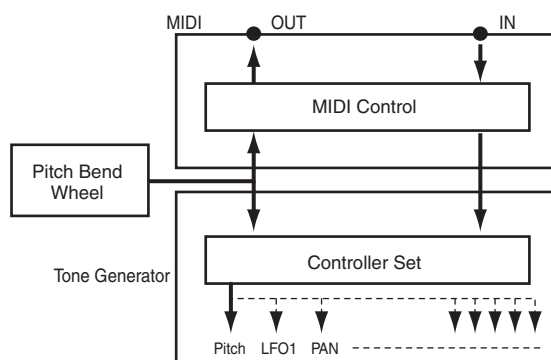 MIDI OUT IN
MIDI Control
Pitch Bend
Wheel
Controller Set
Tone Generator
Pitch LFO1 PAN